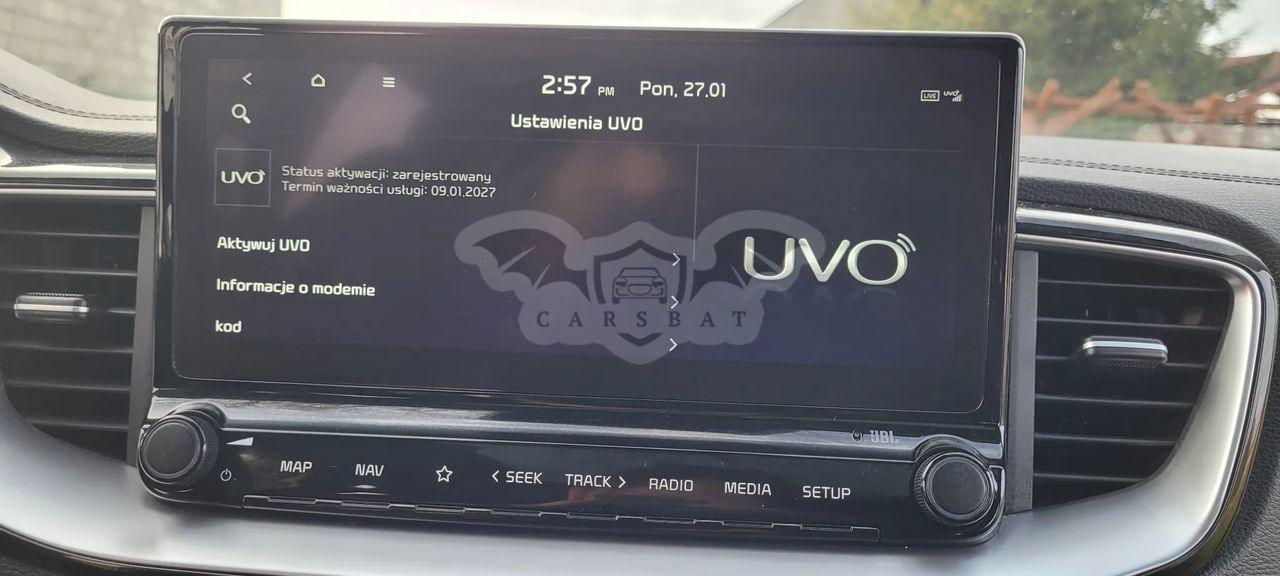 2:57 PM Pon, 27.01
LIVE UVO
Ustawienia UVO
UVO
Status aktywacji: zarejestrowany
Termin ważności usługi: 09.01.2027
Aktywuj UVO
UVO
Informacje o modemie
CARSBAT
kod
JBL
MAP NAV < SEEK TRACK > RADIO MEDIA SETUP